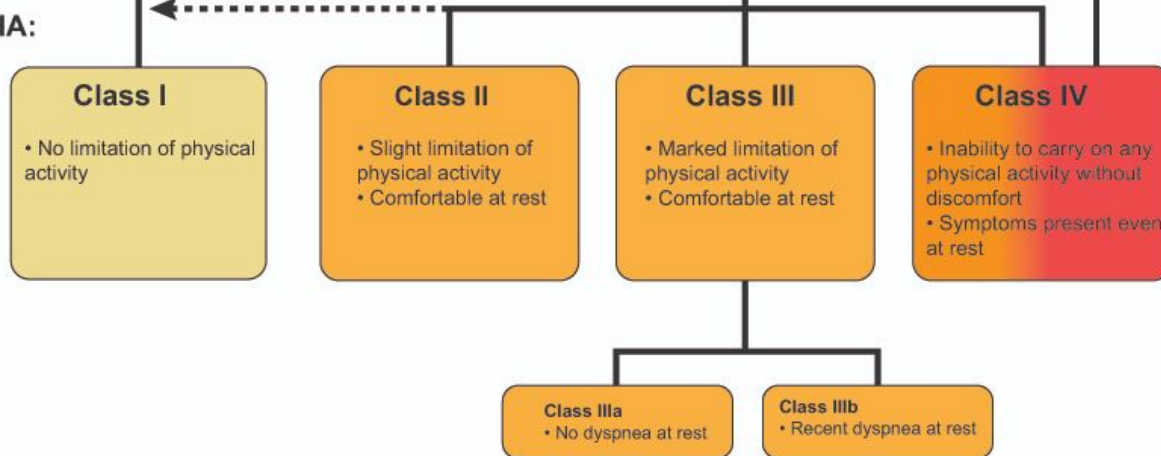 HA:
Class I
• No limitation of physical
activity
Class II
• Slight limitation of
physical activity
• Comfortable at rest
Class III
• Marked limitation of
physical activity
• Comfortable at rest
Class IV
• Inability to carry on any
physical activity without
discomfort
• Symptoms present even
at rest
Class IIIa
• No dyspnea at rest
Class IIIb
• Recent dyspnea at rest